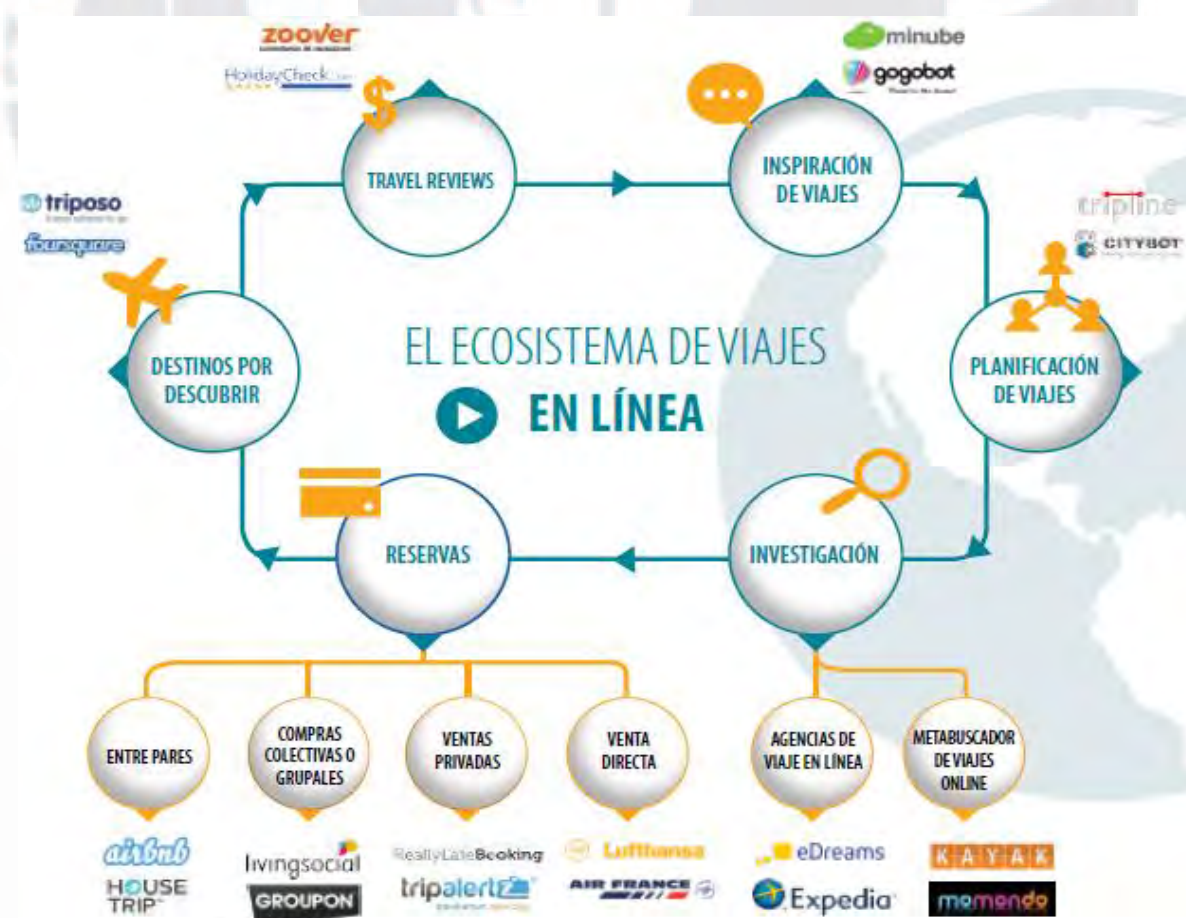 zoover
HolidayCheck
minube
gogobot
TRAVEL REVIEWS
INSPIRACIÓN
DE VIAJES
triposo
foursquare
tripline
CITYBOT
DESTINOS POR
DESCUBRIR
EL ECOSISTEMA DE VIAJES
EN LÍNEA
PLANIFICACIÓN
DE VIAJES
RESERVAS
INVESTIGACIÓN
ENTRE PARES
COMPRAS
COLECTIVAS O
GRUPALES
VENTAS
PRIVADAS
VENTA
DIRECTA
AGENCIAS DE
VIAJE EN LÍNEA
METABUSCADOR
DE VIAJES
ONLINE
airbnb
HOUSE
TRIP
livingsocial
GROUPON
ReallyLateBooking
tripalertz
Lufthansa
AIR FRANCE
eDreams
Expedia
KAYAK
momondo